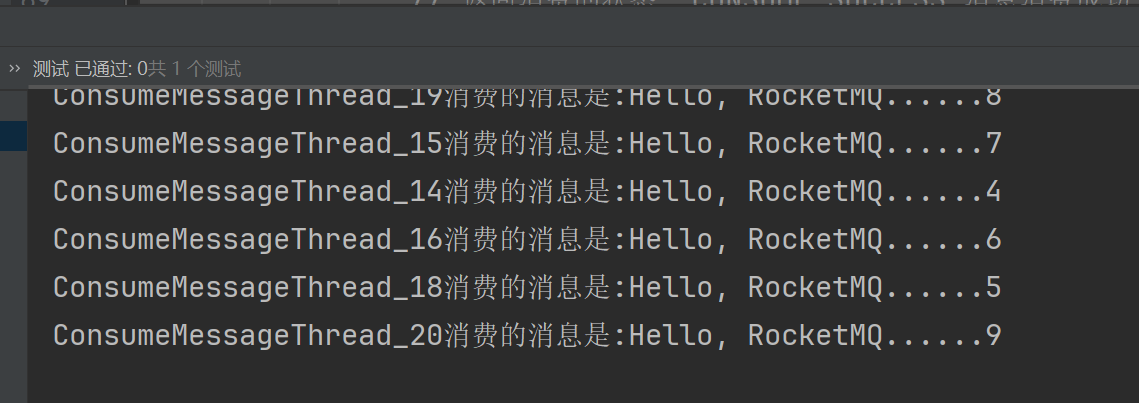 测试 已通过: 0共 1 个测试
ConsumeMessageThread_19消费的消息是:Hello, RocketMQ......8
ConsumeMessageThread_15消费的消息是:Hello, RocketMQ......7
ConsumeMessageThread_14消费的消息是:Hello, RocketMQ......4
ConsumeMessageThread_16消费的消息是:Hello, RocketMQ......6
ConsumeMessageThread_18消费的消息是:Hello, RocketMQ......5
ConsumeMessageThread_20消费的消息是:Hello, RocketMQ......9